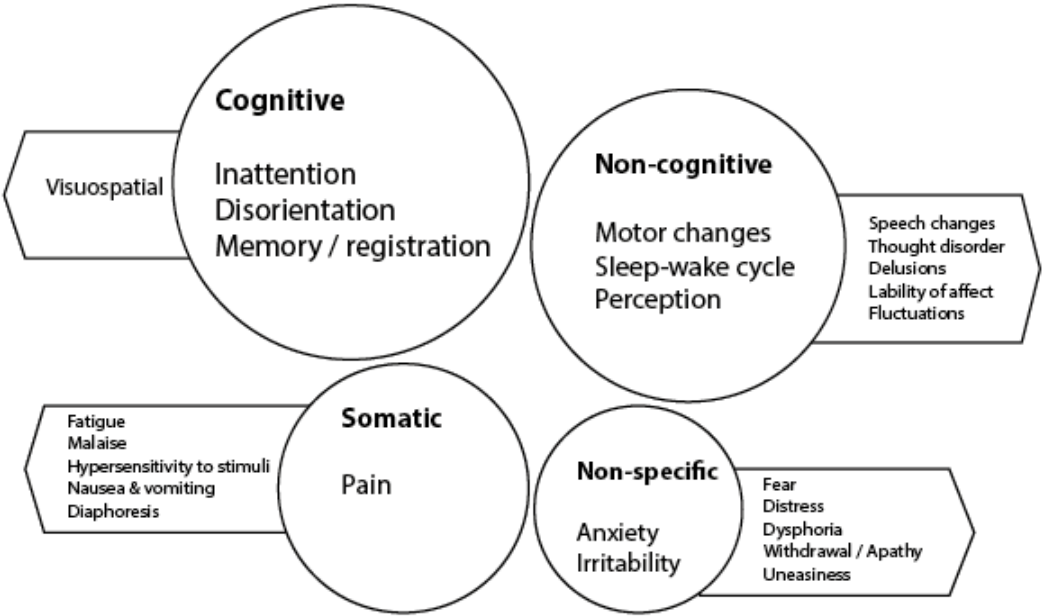 Cognitive
Inattention
Disorientation
Memory / registration
Visuospatial
Non-cognitive
Motor changes
Sleep-wake cycle
Perception
Speech changes
Thought disorder
Delusions
Lability of affect
Fluctuations
Somatic
Pain
Fatigue
Malaise
Hypersensitivity to stimuli
Nausea & vomiting
Diaphoresis
Non-specific
Anxiety
Irritability
Fear
Distress
Dysphoria
Withdrawal / Apathy
Uneasiness